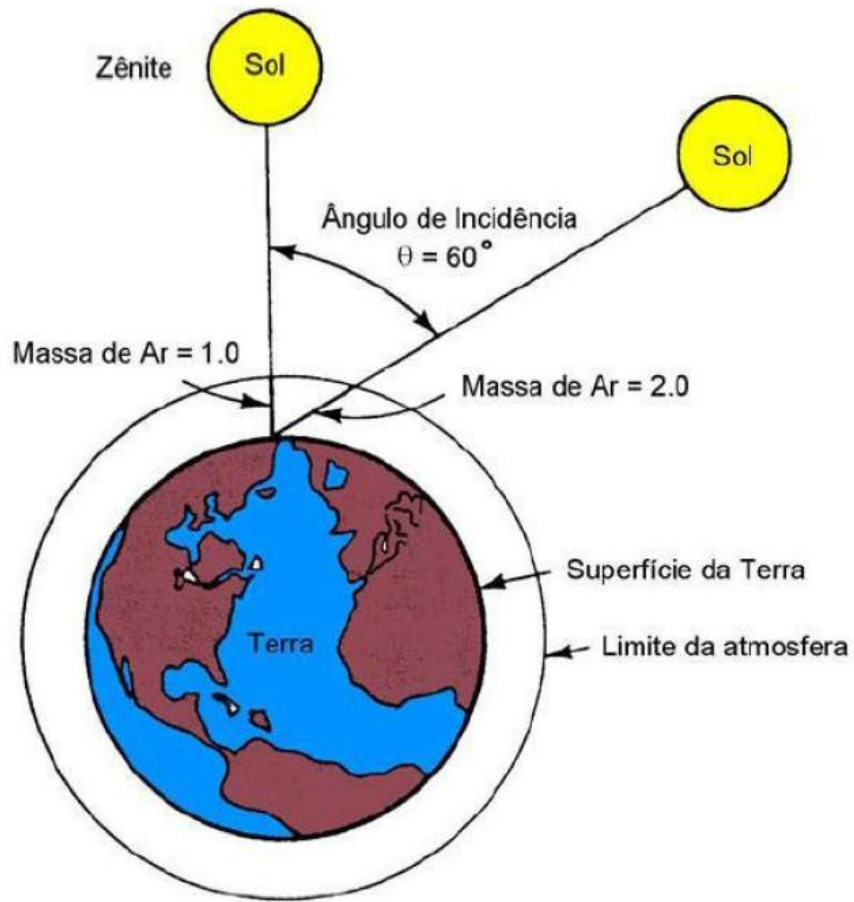 Zênite
Sol
Sol
Ângulo de Incidência
θ = 60°
Massa de Ar = 1.0
Massa de Ar = 2.0
Superfície da Terra
Terra
Limite da atmosfera